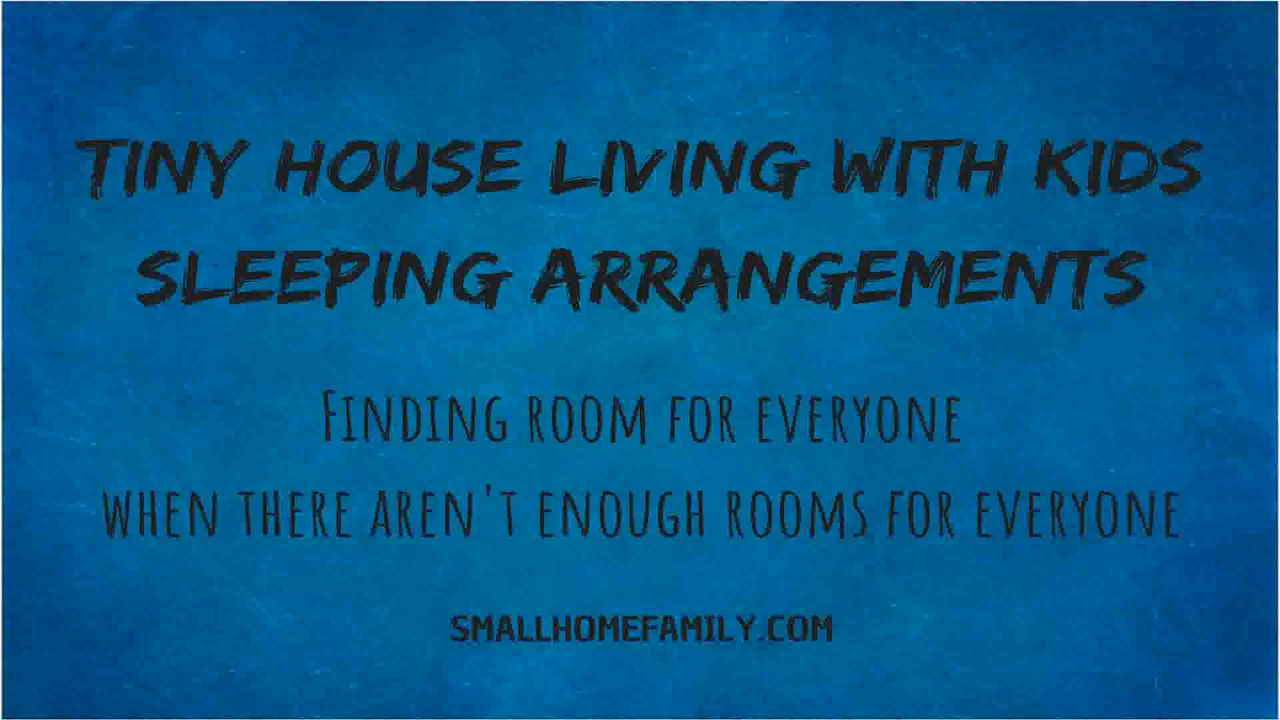 TINY HOUSE LIVING WITH KIDS
SLEEPING ARRANGEMENTS
FINDING ROOM FOR EVERYONE
WHEN THERE AREN'T ENOUGH ROOMS FOR EVERYONE
SMALLHOMEFAMILY.COM